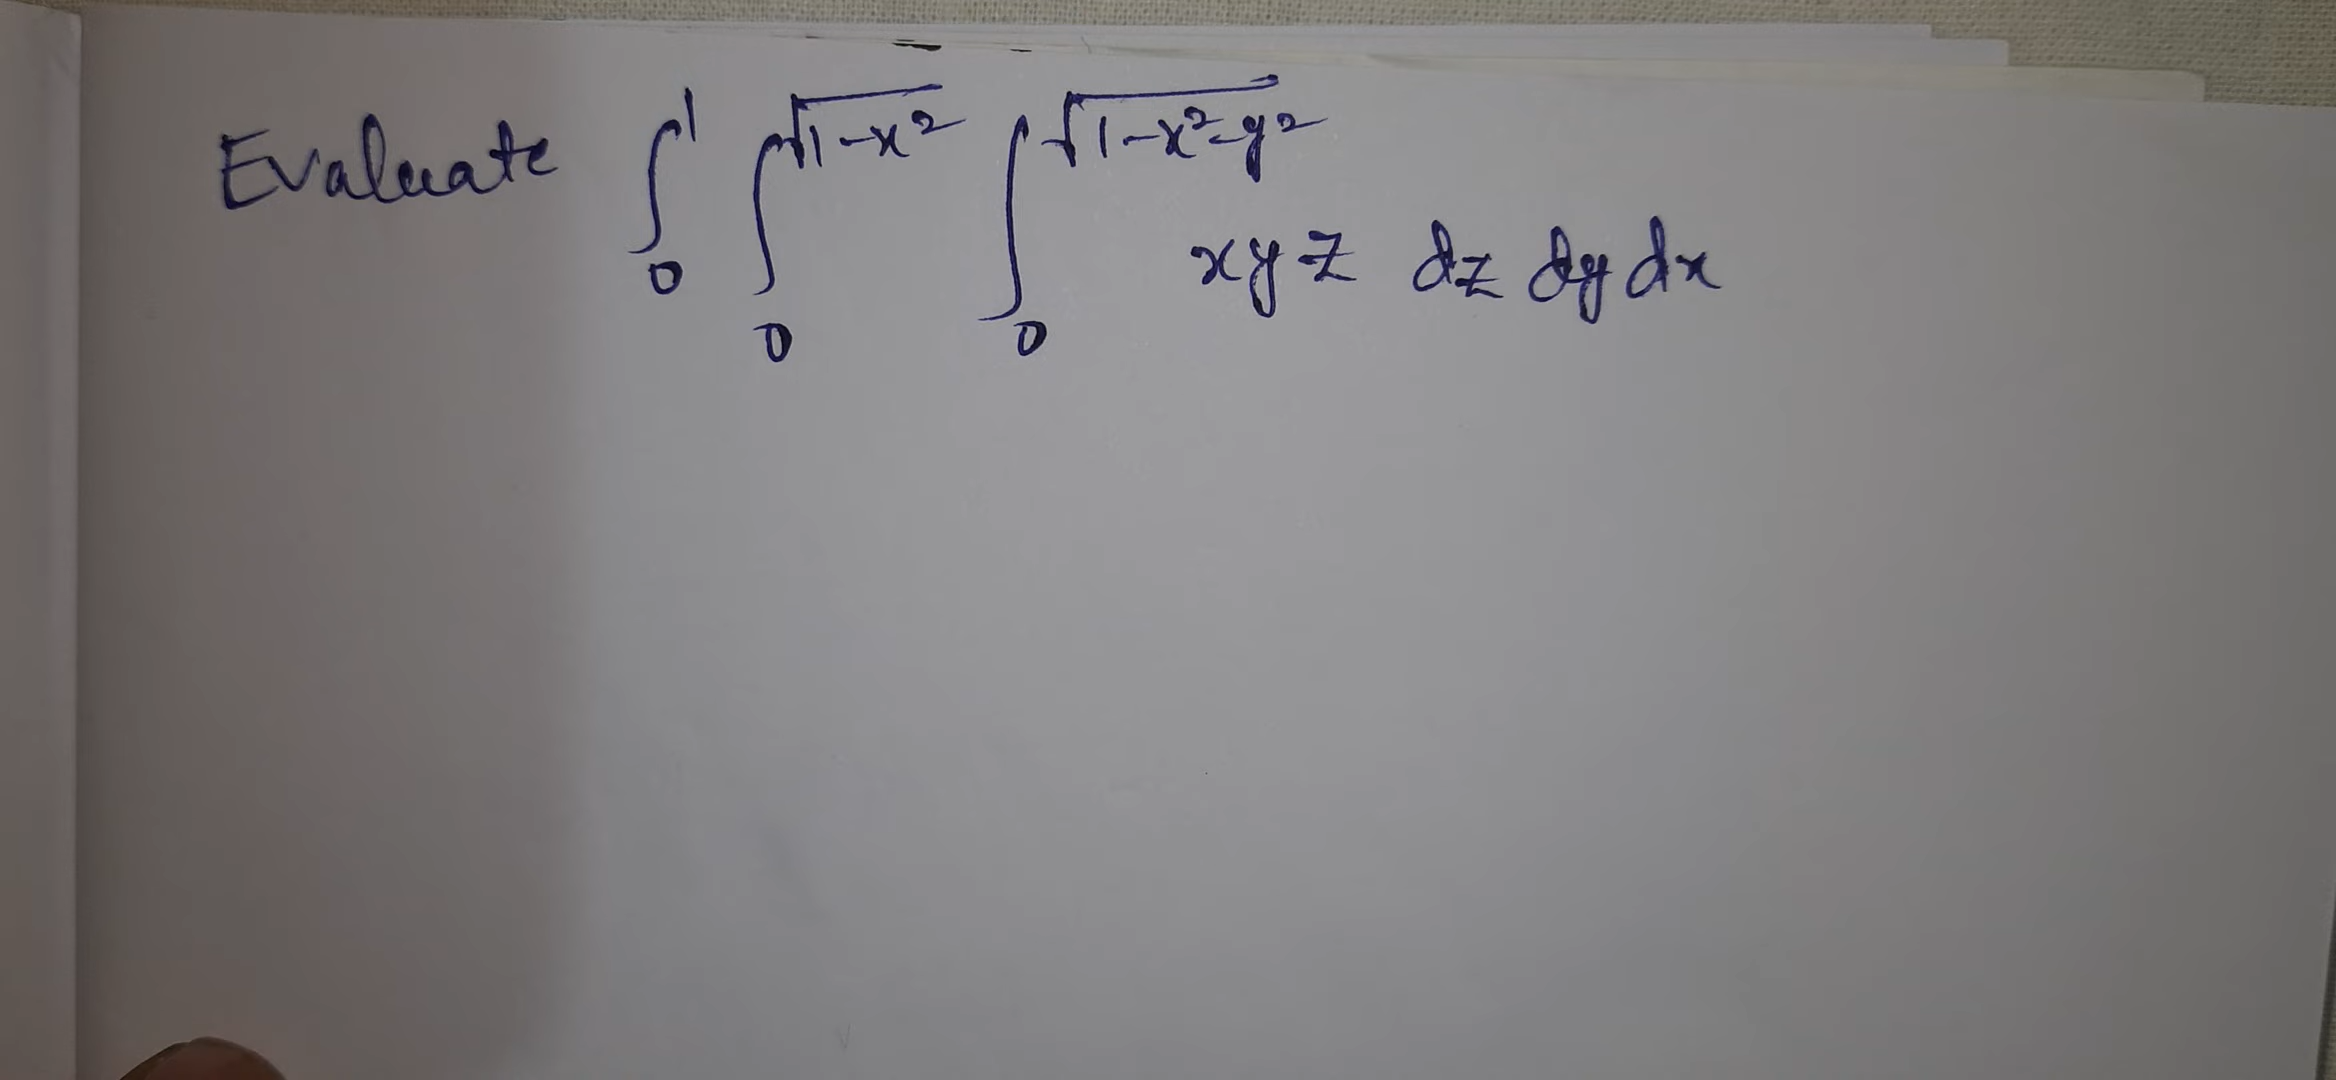 Evaluate ∫₀¹ ∫₀^√(1-x²) ∫₀^√(1-x²-y²) xyz dz dy dx